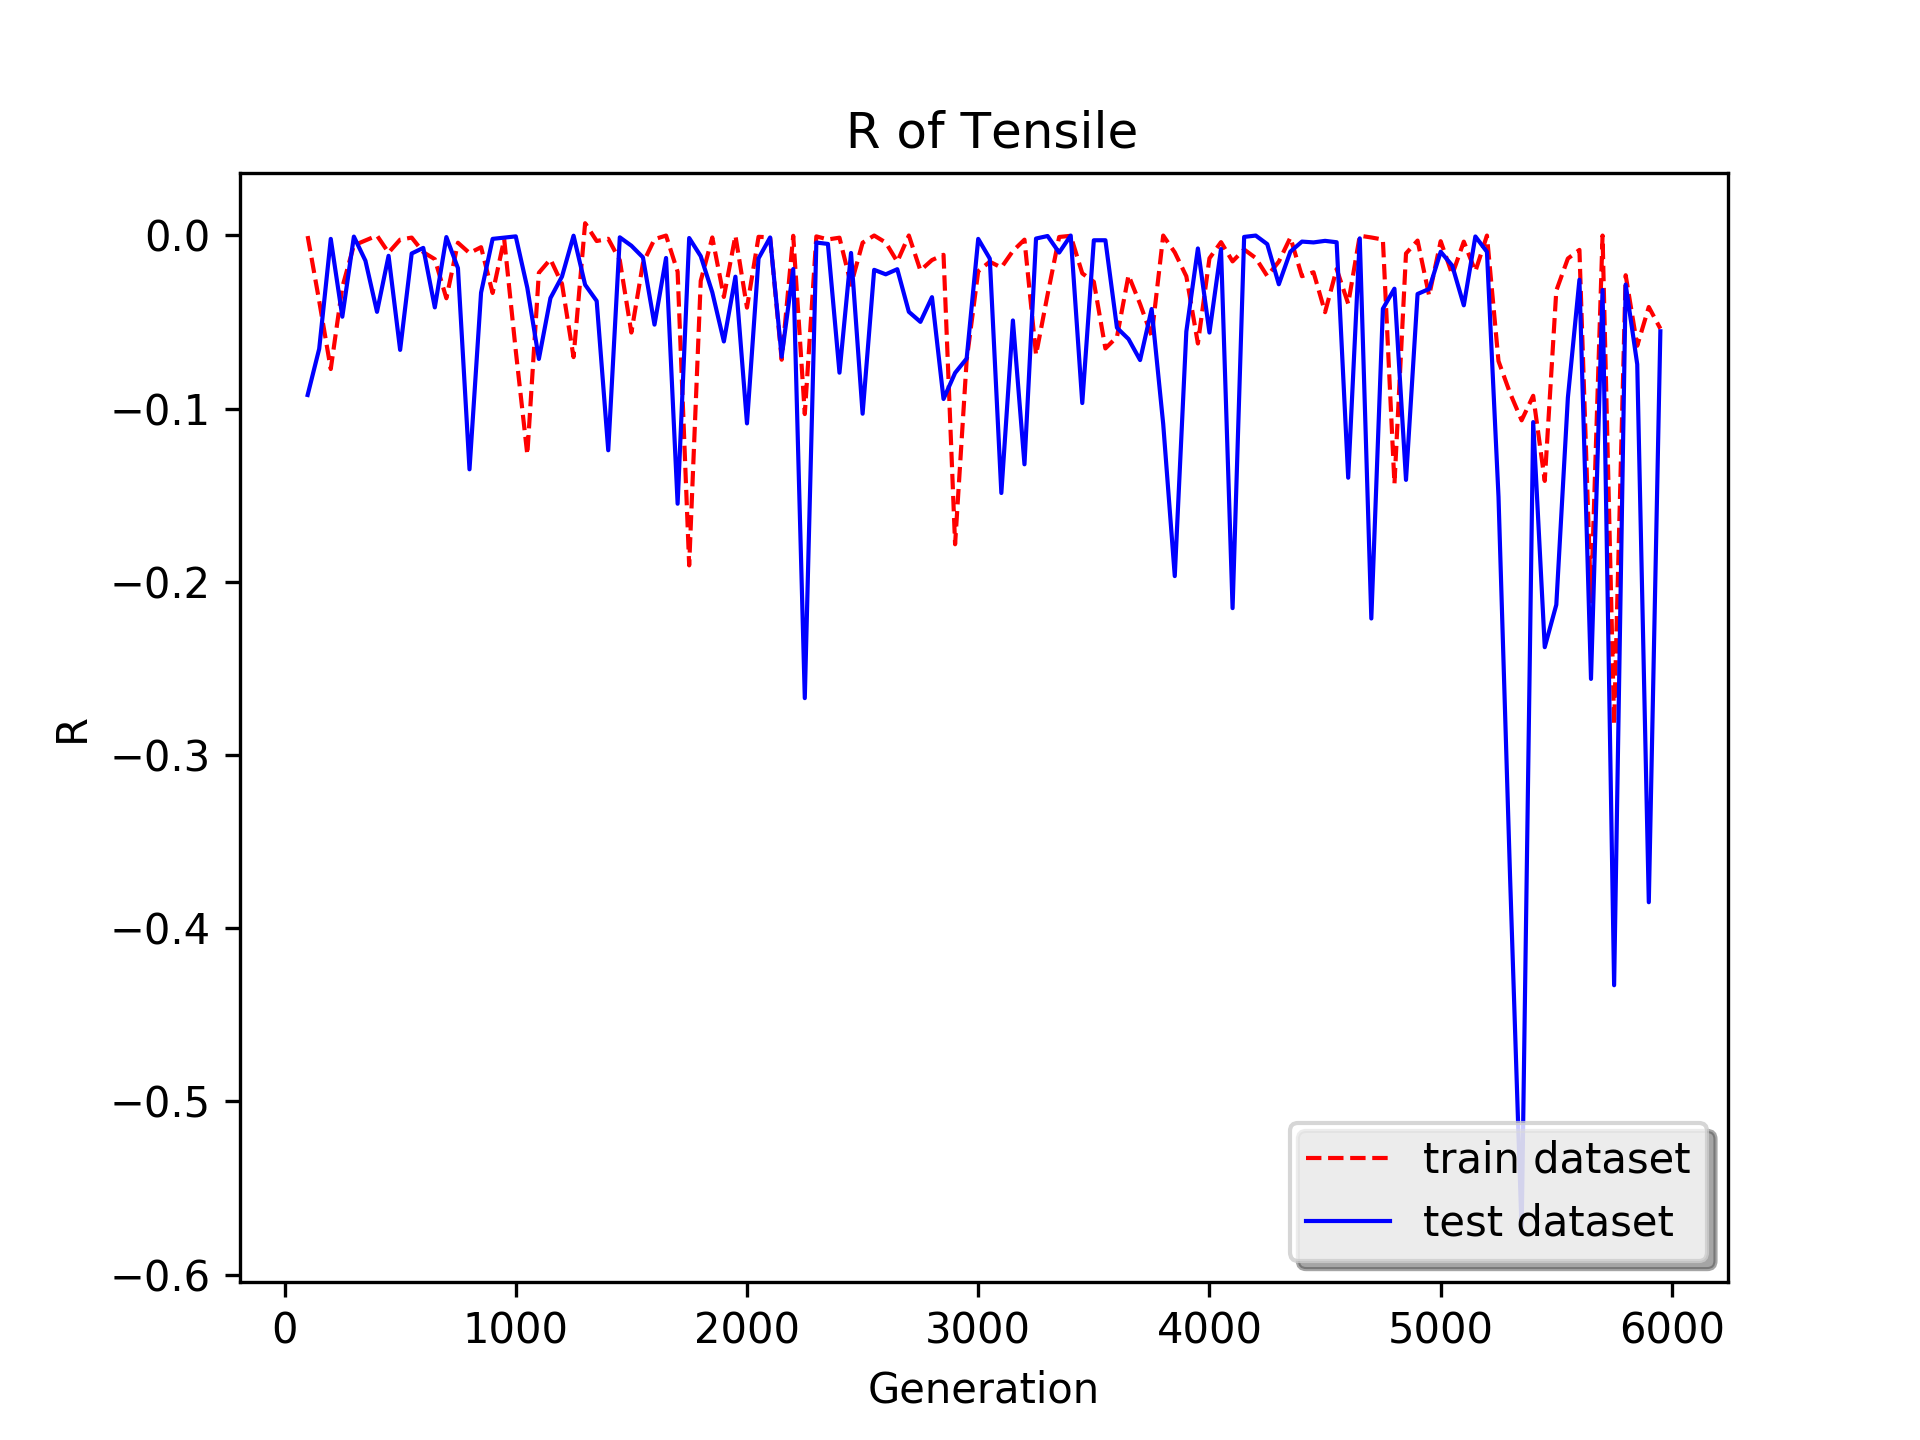 R of Tensile
R
0.0
−0.1
−0.2
−0.3
−0.4
−0.5
−0.6
train dataset
test dataset
0 1000 2000 3000 4000 5000 6000
Generation